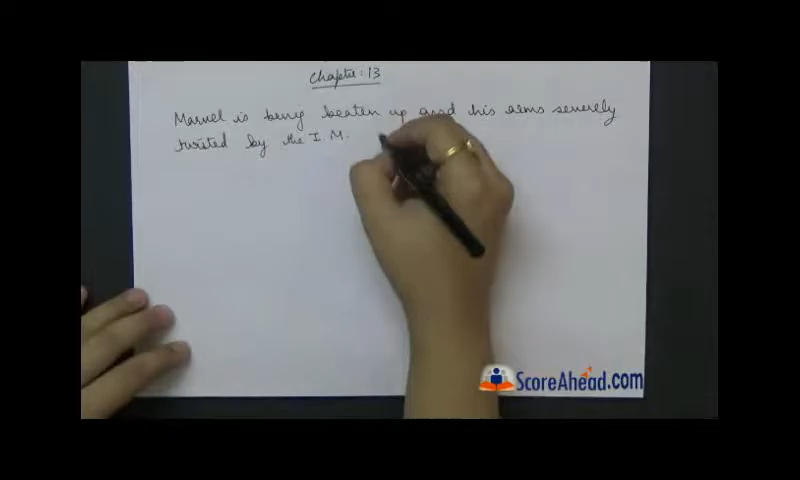 Chapter: 13
Marvel is being beaten up and his arms severely
twisted by the I.M.
ScoreAhead.com